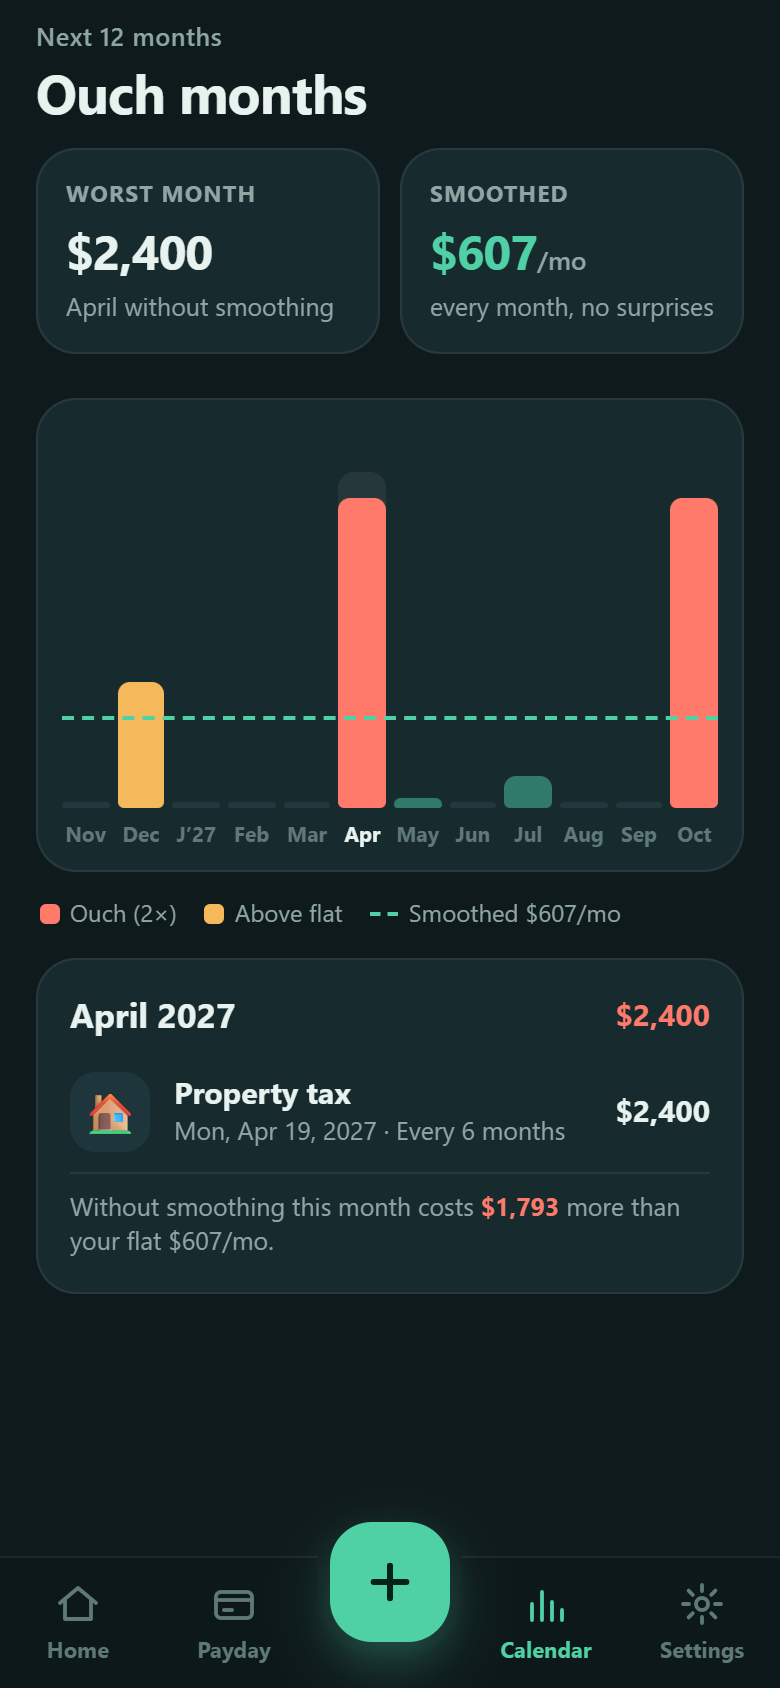 Next 12 months
Ouch months
WORST MONTH
$2,400
April without smoothing
SMOOTHED
$607/mo
every month, no surprises
Nov Dec J’27 Feb Mar Apr May Jun Jul Aug Sep Oct
Ouch (2×) Above flat Smoothed $607/mo
April 2027 $2,400
Property tax
Mon, Apr 19, 2027 · Every 6 months
$2,400
Without smoothing this month costs $1,793 more than
your flat $607/mo.
Home Payday Calendar Settings